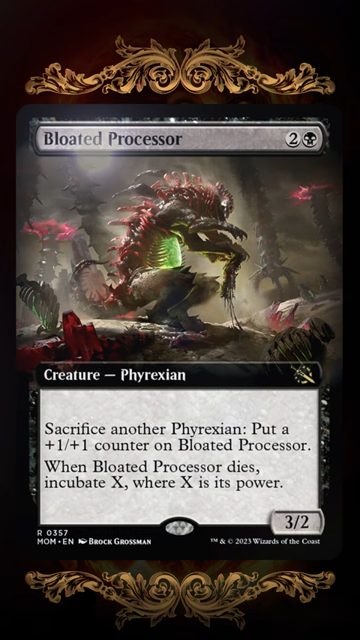 Bloated Processor 2
Creature — Phyrexian
Sacrifice another Phyrexian: Put a
+1/+1 counter on Bloated Processor.
When Bloated Processor dies,
incubate X, where X is its power.
3/2
R 0357
MOM • EN Brock Grossman ™ & © 2023 Wizards of the Coast